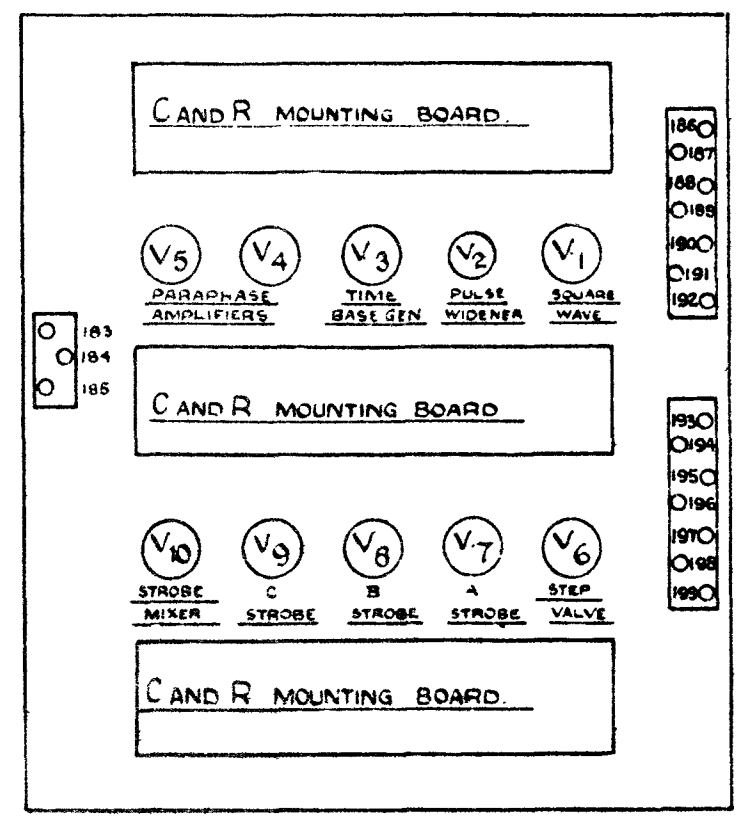 C AND R MOUNTING BOARD.
186
187
188
189
190
191
192
V5 V4 V3 V2 V1
PARAPHASE AMPLIFIERS
TIME BASE GEN
PULSE WIDENER
SQUARE WAVE
183
184
185
C AND R MOUNTING BOARD
193
194
195
196
197
198
199
V10 V9 V8 V7 V6
STROBE MIXER
C STROBE
B STROBE
A STROBE
STEP VALVE
C AND R MOUNTING BOARD.